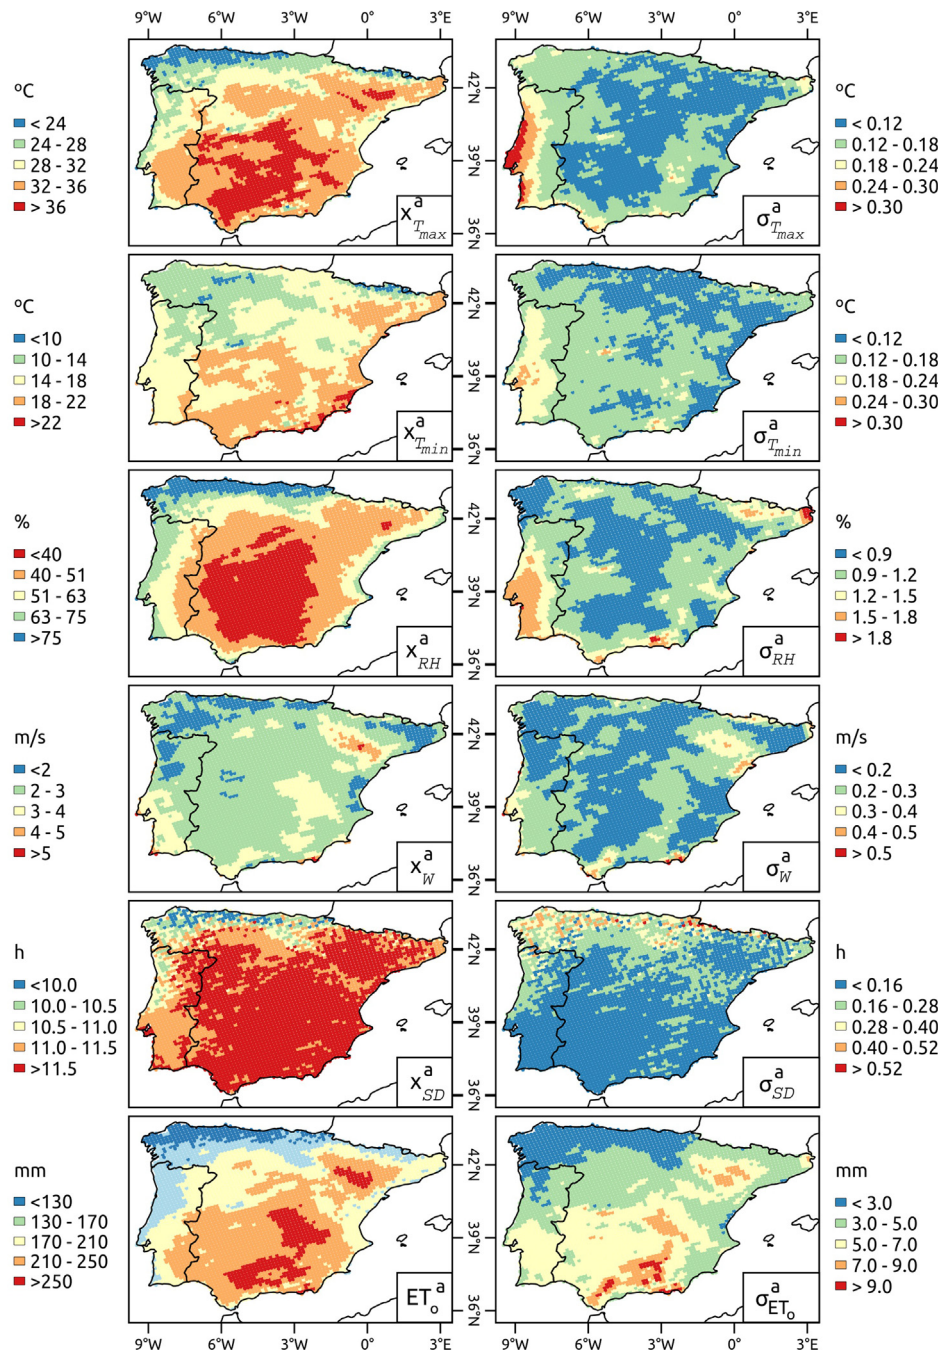 9°W 6°W 3°W 0° 3°E 9°W 6°W 3°W 0° 3°E
ºC
< 24
24 - 28
28 - 32
32 - 36
> 36
x^a_Tmax
42°N
39°N
36°N
σ^a_Tmax
ºC
< 0.12
0.12 - 0.18
0.18 - 0.24
0.24 - 0.30
> 0.30
ºC
<10
10 - 14
14 - 18
18 - 22
>22
x^a_Tmin
42°N
39°N
36°N
σ^a_Tmin
ºC
< 0.12
0.12 - 0.18
0.18 - 0.24
0.24 - 0.30
> 0.30
%
<40
40 - 51
51 - 63
63 - 75
>75
x^a_RH
42°N
39°N
36°N
σ^a_RH
%
< 0.9
0.9 - 1.2
1.2 - 1.5
1.5 - 1.8
> 1.8
m/s
<2
2 - 3
3 - 4
4 - 5
>5
x^a_W
42°N
39°N
36°N
σ^a_W
m/s
< 0.2
0.2 - 0.3
0.3 - 0.4
0.4 - 0.5
> 0.5
h
<10.0
10.0 - 10.5
10.5 - 11.0
11.0 - 11.5
>11.5
x^a_SD
42°N
39°N
36°N
σ^a_SD
h
< 0.16
0.16 - 0.28
0.28 - 0.40
0.40 - 0.52
> 0.52
mm
<130
130 - 170
170 - 210
210 - 250
>250
ET_o^a
42°N
39°N
36°N
σ^a_ETo
mm
< 3.0
3.0 - 5.0
5.0 - 7.0
7.0 - 9.0
> 9.0
9°W 6°W 3°W 0° 3°E 9°W 6°W 3°W 0° 3°E